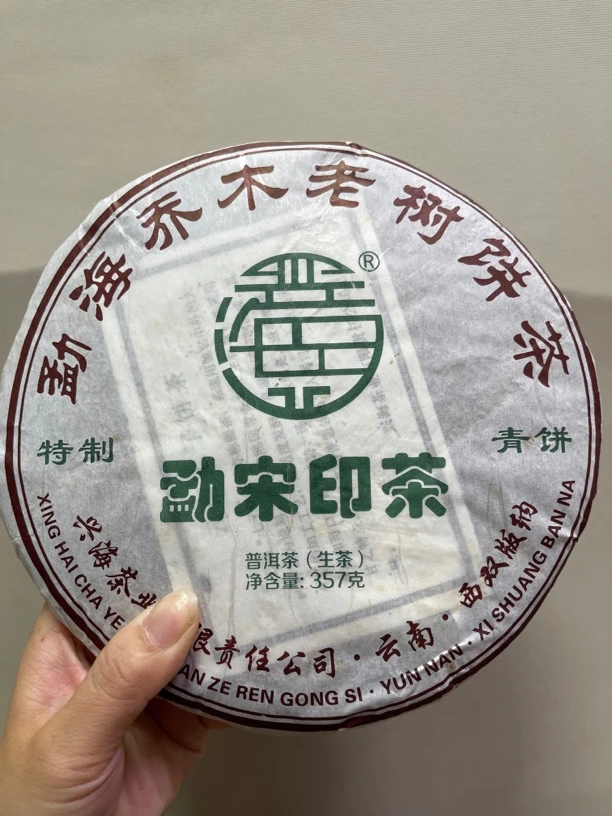 勐海乔木老树饼茶
®
特制
青饼
勐宋印茶
普洱茶（生茶）
净含量: 357克
兴海茶业 限责任公司·云南·西双版纳
XING HAI CHA YE AN ZE REN GONG SI · YUN NAN · XI SHUANG BAN NA